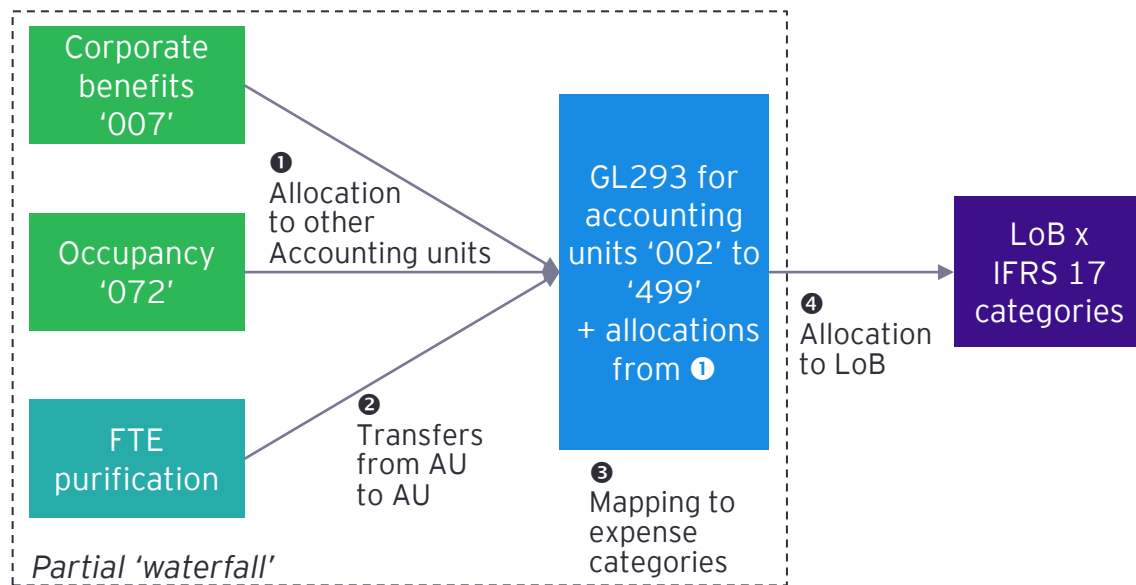 Corporate
benefits
‘007’
❶
Allocation
to other
Accounting units
Occupancy
‘072’
FTE
purification
❷
Transfers
from AU
to AU
GL293 for
accounting
units ‘002’ to
‘499’
+ allocations
from ❶
❸
Mapping to
expense
categories
❹
Allocation
to LoB
LoB x
IFRS 17
categories
Partial ‘waterfall’